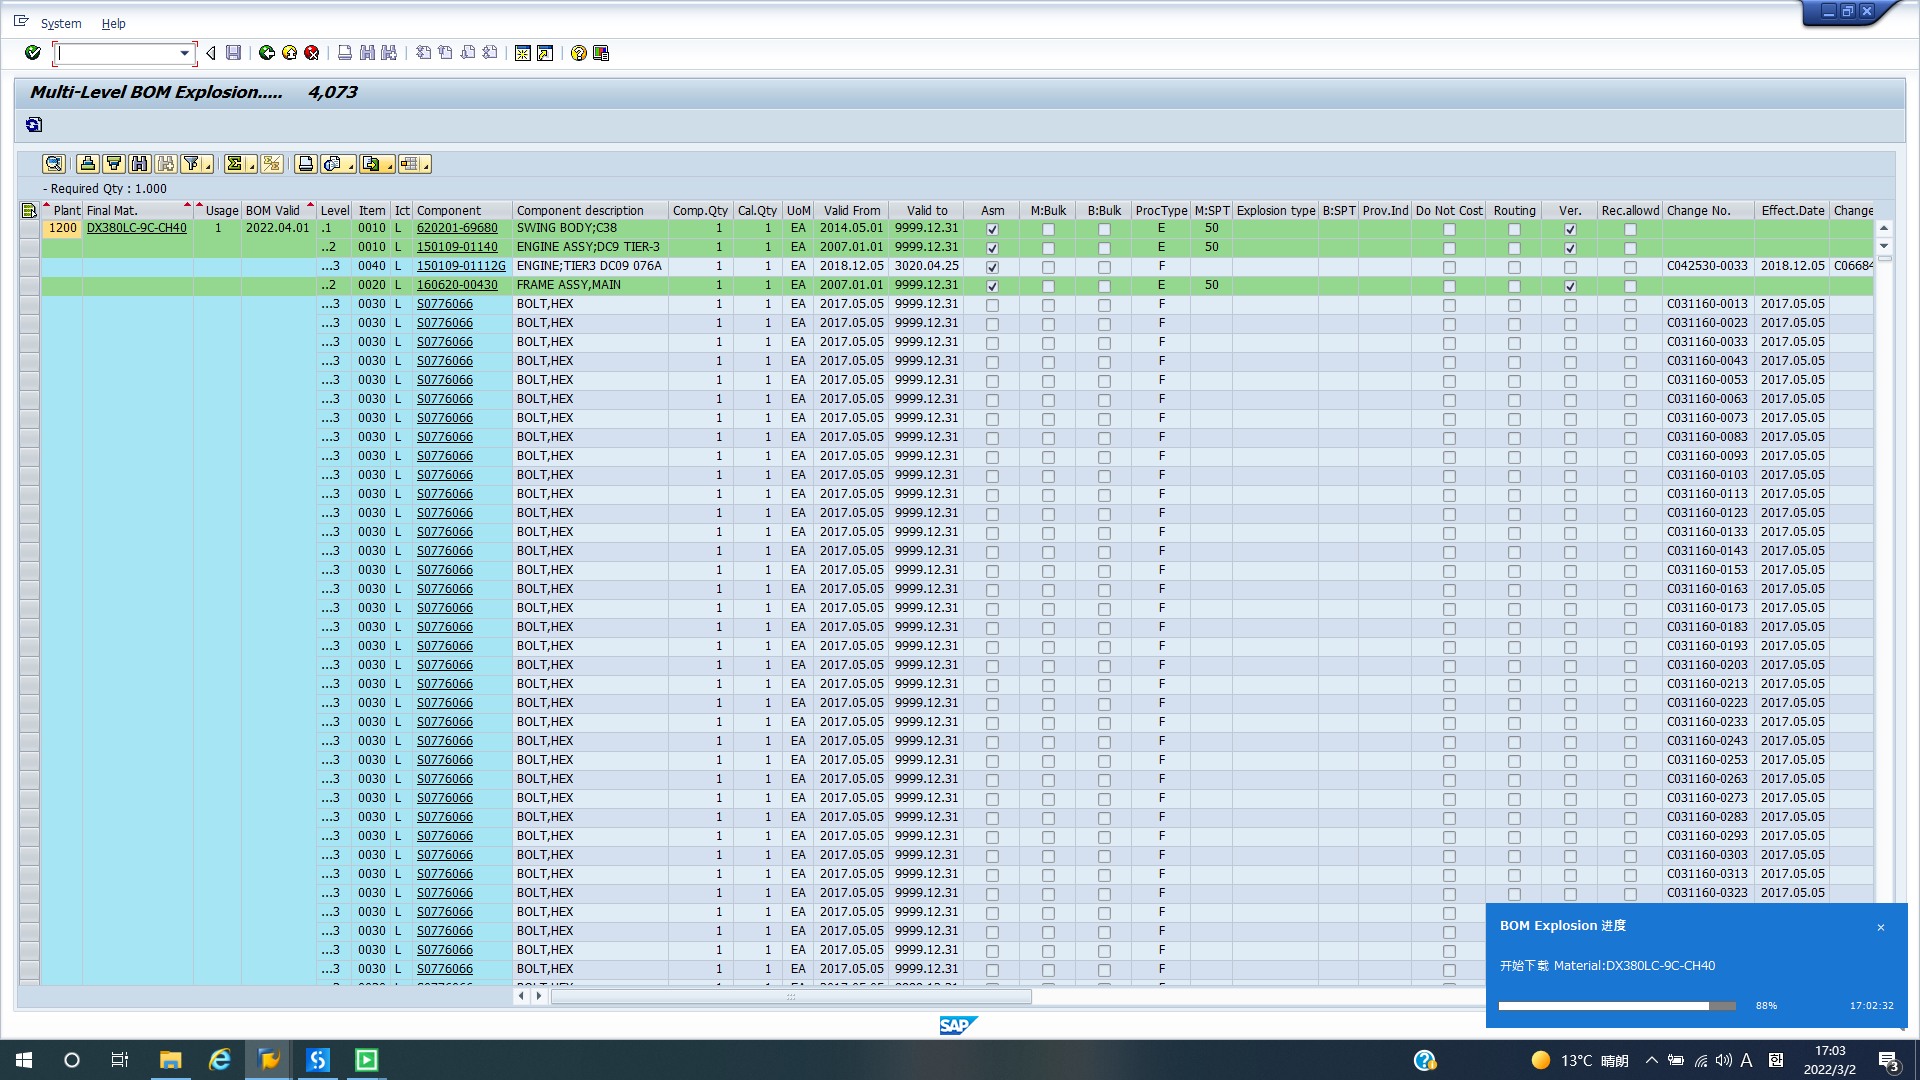 System Help
Multi-Level BOM Explosion..... 4,073
- Required Qty : 1.000
Plant Final Mat. Usage BOM Valid Level Item Ict Component Component description Comp.Qty Cal.Qty UoM Valid From Valid to Asm M:Bulk B:Bulk ProcType M:SPT Explosion type B:SPT Prov.Ind Do Not Cost Routing Ver. Rec.allowd Change No. Effect.Date Change
1200 DX380LC-9C-CH40 1 2022.04.01 .1 0010 L 620201-69680 SWING BODY;C38 1 1 EA 2014.05.01 9999.12.31 E 50
..2 0010 L 150109-01140 ENGINE ASSY;DC9 TIER-3 1 1 EA 2007.01.01 9999.12.31 E 50
...3 0040 L 150109-01112G ENGINE;TIER3 DC09 076A 1 1 EA 2018.12.05 3020.04.25 F C042530-0033 2018.12.05 C06684
..2 0020 L 160620-00430 FRAME ASSY,MAIN 1 1 EA 2007.01.01 9999.12.31 E 50
...3 0030 L S0776066 BOLT,HEX 1 1 EA 2017.05.05 9999.12.31 F C031160-0013 2017.05.05
...3 0030 L S0776066 BOLT,HEX 1 1 EA 2017.05.05 9999.12.31 F C031160-0023 2017.05.05
...3 0030 L S0776066 BOLT,HEX 1 1 EA 2017.05.05 9999.12.31 F C031160-0033 2017.05.05
...3 0030 L S0776066 BOLT,HEX 1 1 EA 2017.05.05 9999.12.31 F C031160-0043 2017.05.05
...3 0030 L S0776066 BOLT,HEX 1 1 EA 2017.05.05 9999.12.31 F C031160-0053 2017.05.05
...3 0030 L S0776066 BOLT,HEX 1 1 EA 2017.05.05 9999.12.31 F C031160-0063 2017.05.05
...3 0030 L S0776066 BOLT,HEX 1 1 EA 2017.05.05 9999.12.31 F C031160-0073 2017.05.05
...3 0030 L S0776066 BOLT,HEX 1 1 EA 2017.05.05 9999.12.31 F C031160-0083 2017.05.05
...3 0030 L S0776066 BOLT,HEX 1 1 EA 2017.05.05 9999.12.31 F C031160-0093 2017.05.05
...3 0030 L S0776066 BOLT,HEX 1 1 EA 2017.05.05 9999.12.31 F C031160-0103 2017.05.05
...3 0030 L S0776066 BOLT,HEX 1 1 EA 2017.05.05 9999.12.31 F C031160-0113 2017.05.05
...3 0030 L S0776066 BOLT,HEX 1 1 EA 2017.05.05 9999.12.31 F C031160-0123 2017.05.05
...3 0030 L S0776066 BOLT,HEX 1 1 EA 2017.05.05 9999.12.31 F C031160-0133 2017.05.05
...3 0030 L S0776066 BOLT,HEX 1 1 EA 2017.05.05 9999.12.31 F C031160-0143 2017.05.05
...3 0030 L S0776066 BOLT,HEX 1 1 EA 2017.05.05 9999.12.31 F C031160-0153 2017.05.05
...3 0030 L S0776066 BOLT,HEX 1 1 EA 2017.05.05 9999.12.31 F C031160-0163 2017.05.05
...3 0030 L S0776066 BOLT,HEX 1 1 EA 2017.05.05 9999.12.31 F C031160-0173 2017.05.05
...3 0030 L S0776066 BOLT,HEX 1 1 EA 2017.05.05 9999.12.31 F C031160-0183 2017.05.05
...3 0030 L S0776066 BOLT,HEX 1 1 EA 2017.05.05 9999.12.31 F C031160-0193 2017.05.05
...3 0030 L S0776066 BOLT,HEX 1 1 EA 2017.05.05 9999.12.31 F C031160-0203 2017.05.05
...3 0030 L S0776066 BOLT,HEX 1 1 EA 2017.05.05 9999.12.31 F C031160-0213 2017.05.05
...3 0030 L S0776066 BOLT,HEX 1 1 EA 2017.05.05 9999.12.31 F C031160-0223 2017.05.05
...3 0030 L S0776066 BOLT,HEX 1 1 EA 2017.05.05 9999.12.31 F C031160-0233 2017.05.05
...3 0030 L S0776066 BOLT,HEX 1 1 EA 2017.05.05 9999.12.31 F C031160-0243 2017.05.05
...3 0030 L S0776066 BOLT,HEX 1 1 EA 2017.05.05 9999.12.31 F C031160-0253 2017.05.05
...3 0030 L S0776066 BOLT,HEX 1 1 EA 2017.05.05 9999.12.31 F C031160-0263 2017.05.05
...3 0030 L S0776066 BOLT,HEX 1 1 EA 2017.05.05 9999.12.31 F C031160-0273 2017.05.05
...3 0030 L S0776066 BOLT,HEX 1 1 EA 2017.05.05 9999.12.31 F C031160-0283 2017.05.05
...3 0030 L S0776066 BOLT,HEX 1 1 EA 2017.05.05 9999.12.31 F C031160-0293 2017.05.05
...3 0030 L S0776066 BOLT,HEX 1 1 EA 2017.05.05 9999.12.31 F C031160-0303 2017.05.05
...3 0030 L S0776066 BOLT,HEX 1 1 EA 2017.05.05 9999.12.31 F C031160-0313 2017.05.05
...3 0030 L S0776066 BOLT,HEX 1 1 EA 2017.05.05 9999.12.31 F C031160-0323 2017.05.05
...3 0030 L S0776066 BOLT,HEX 1 1 EA 2017.05.05 9999.12.31 F
...3 0030 L S0776066 BOLT,HEX 1 1 EA 2017.05.05 9999.12.31 F
...3 0030 L S0776066 BOLT,HEX 1 1 EA 2017.05.05 9999.12.31 F
...3 0030 L S0776066 BOLT,HEX 1 1 EA 2017.05.05 9999.12.31 F
BOM Explosion 进度
开始下载 Material:DX380LC-9C-CH40
88% 17:02:32
SAP
13°C 晴朗 A 한 17:03
2022/3/2
3